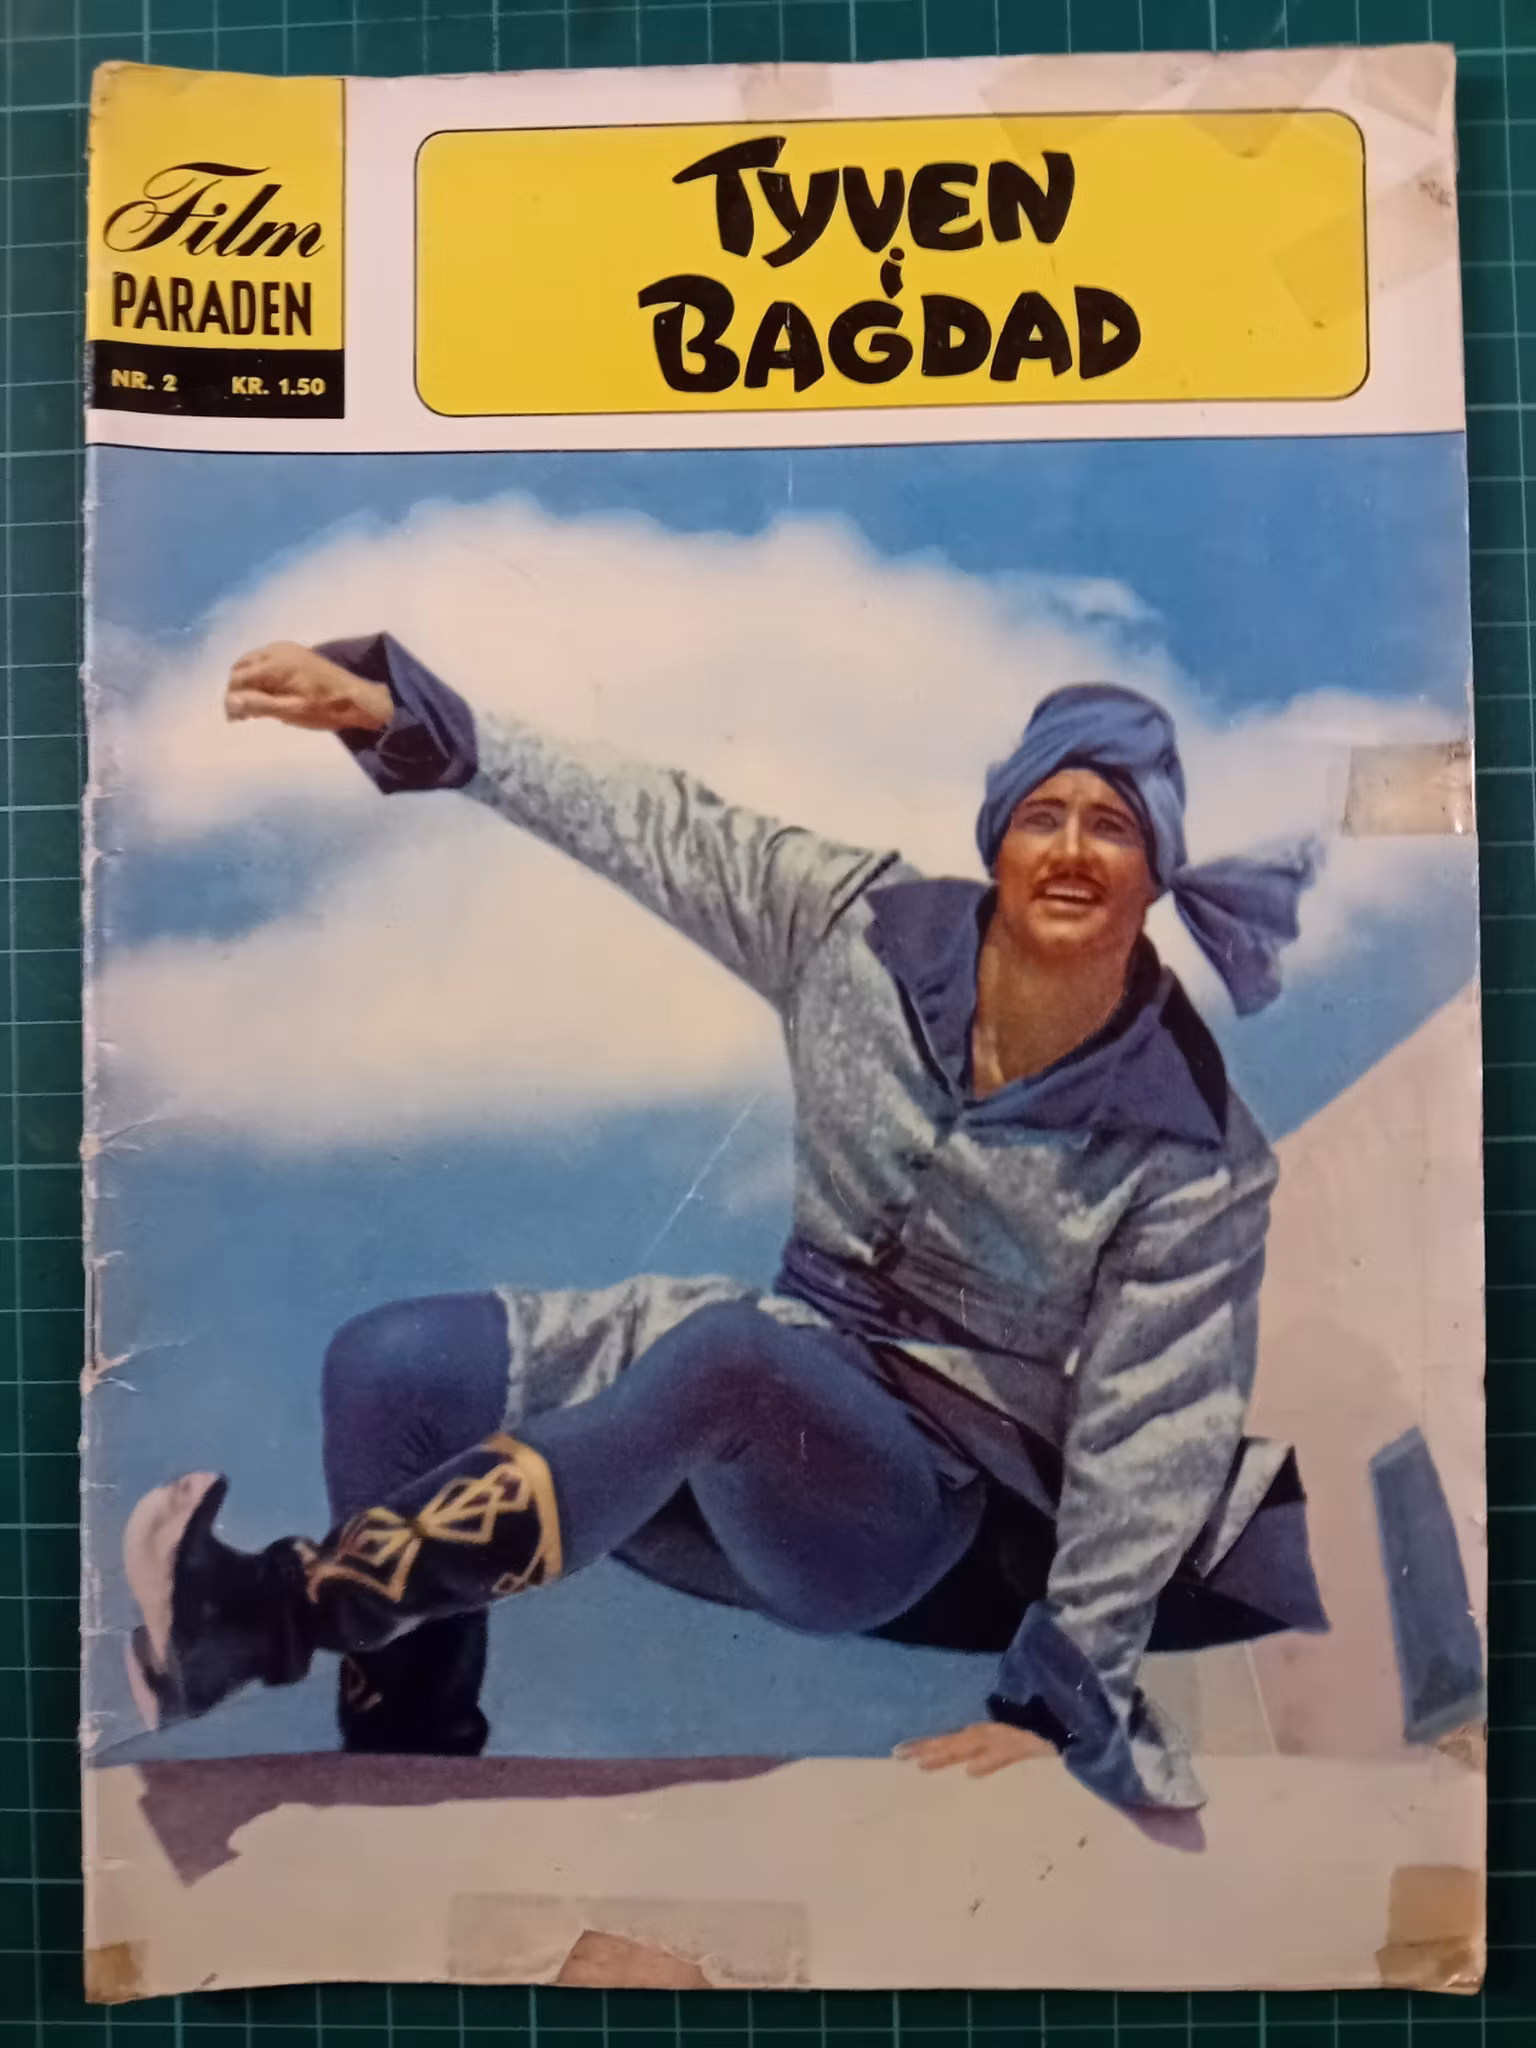 Film
PARADEN
NR. 2 KR. 1.50
TYVEN
i
BAGDAD